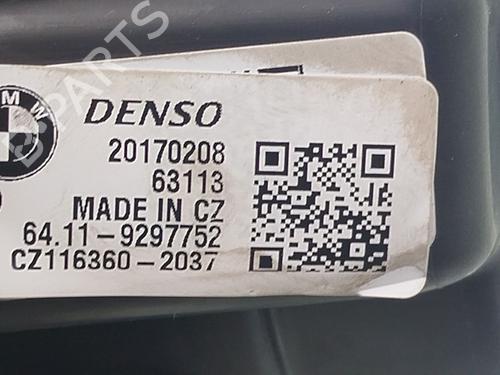 DENSO
20170208
63113
MADE IN CZ
64.11-9297752
CZ116360-2037